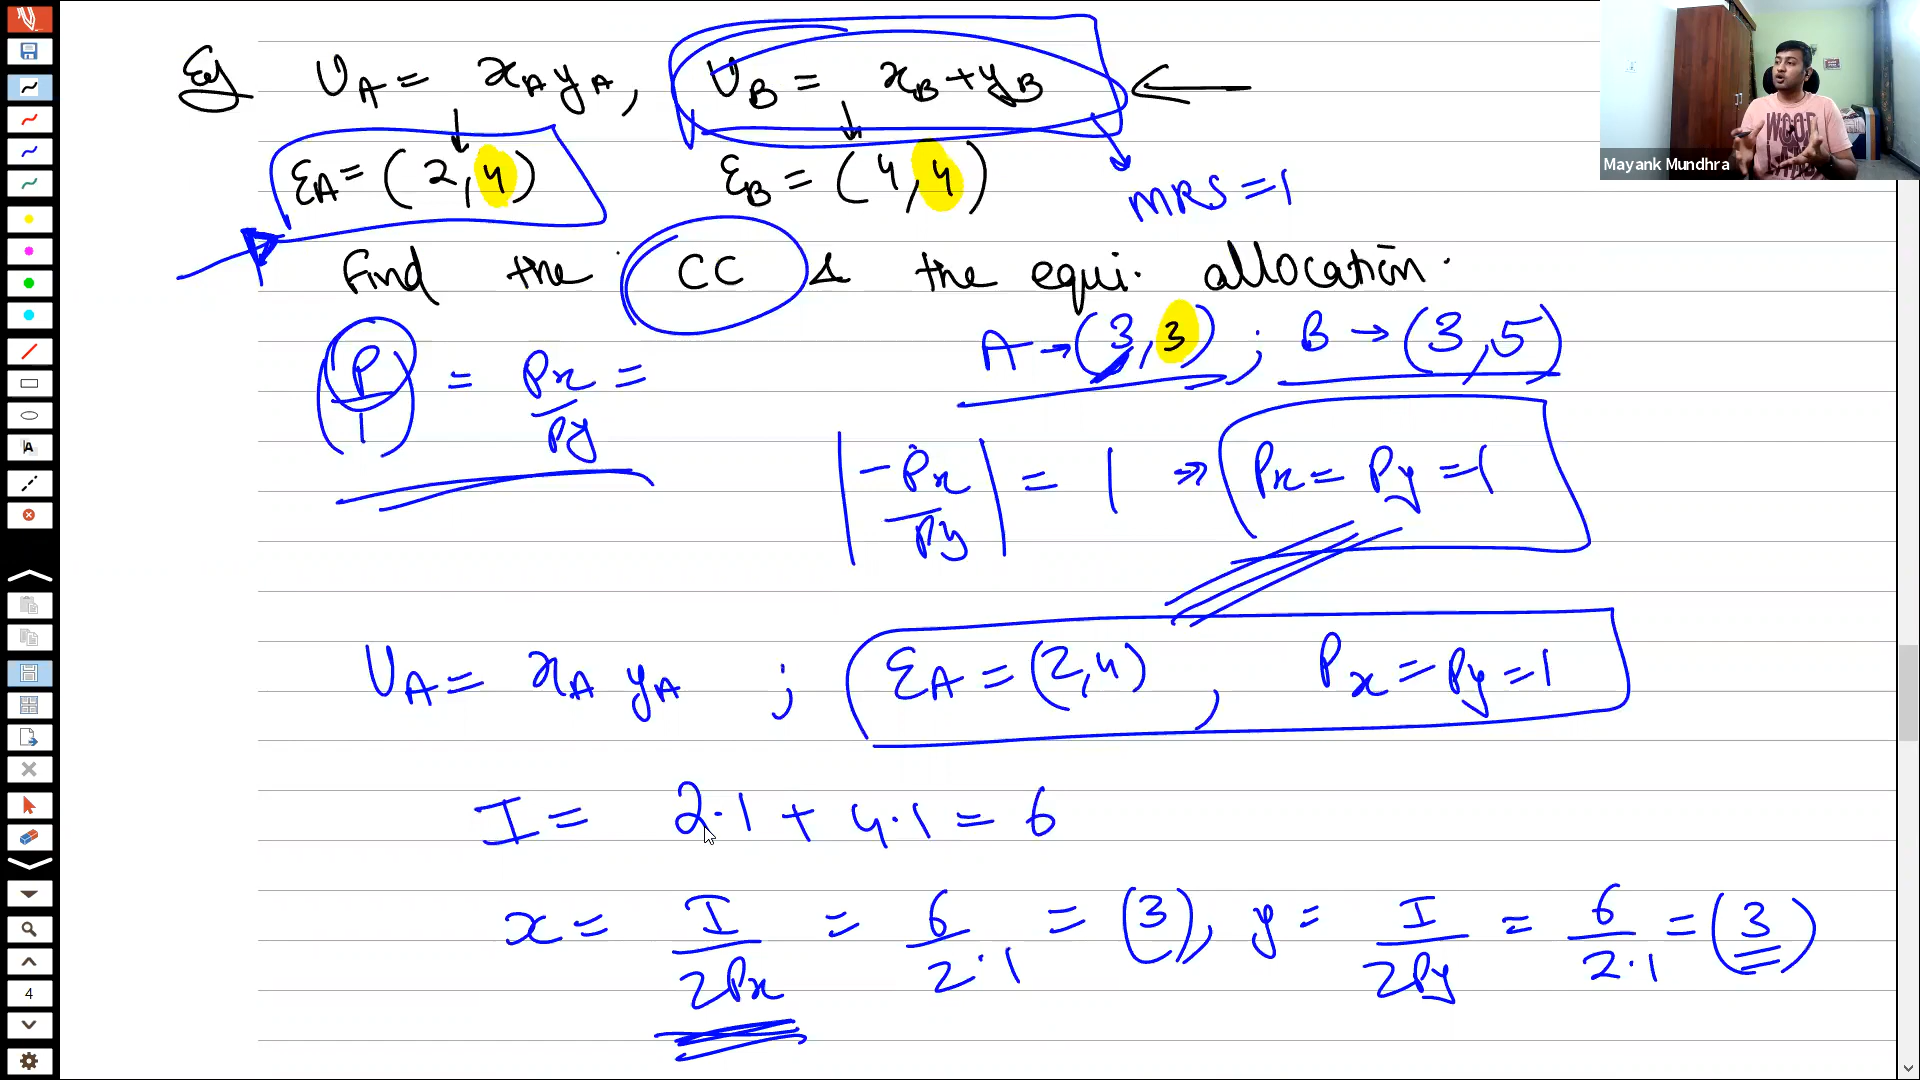 Eg U_A = x_A y_A, U_B = x_B + y_B
ε_A = (2, 4) ε_B = (4, 4)
MRS = 1
Find the CC & the equi. allocation.
A → (3, 3) ; B → (3, 5)
P/1 = Px/Py =
|-Px/Py| = 1 ⇒ Px = Py = 1
U_A = x_A y_A ; ε_A = (2,4) , Px = Py = 1
I = 2·1 + 4·1 = 6
x = I/2Px = 6/2·1 = (3), y = I/2Py = 6/2·1 = (3)
Mayank Mundhra
A
4